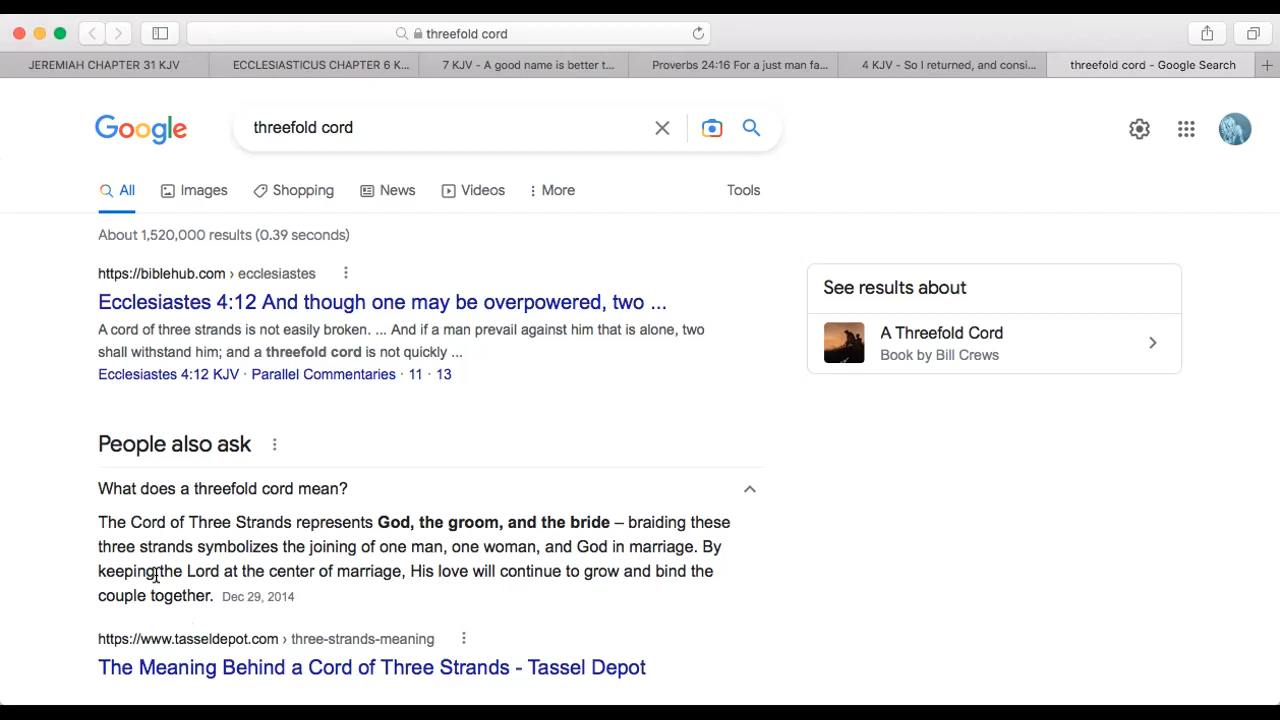 threefold cord
JEREMIAH CHAPTER 31 KJV
ECCLESIASTICUS CHAPTER 6 K...
7 KJV - A good name is better t...
Proverbs 24:16 For a just man fa...
4 KJV - So I returned, and consi...
threefold cord - Google Search
Google
threefold cord
All
Images
Shopping
News
Videos
More
Tools
About 1,520,000 results (0.39 seconds)
https://biblehub.com › ecclesiastes
Ecclesiastes 4:12 And though one may be overpowered, two ...
A cord of three strands is not easily broken. ... And if a man prevail against him that is alone, two
shall withstand him; and a threefold cord is not quickly ...
Ecclesiastes 4:12 KJV · Parallel Commentaries · 11 · 13
See results about
A Threefold Cord
Book by Bill Crews
People also ask
What does a threefold cord mean?
The Cord of Three Strands represents God, the groom, and the bride – braiding these
three strands symbolizes the joining of one man, one woman, and God in marriage. By
keeping the Lord at the center of marriage, His love will continue to grow and bind the
couple together. Dec 29, 2014
https://www.tasseldepot.com › three-strands-meaning
The Meaning Behind a Cord of Three Strands - Tassel Depot